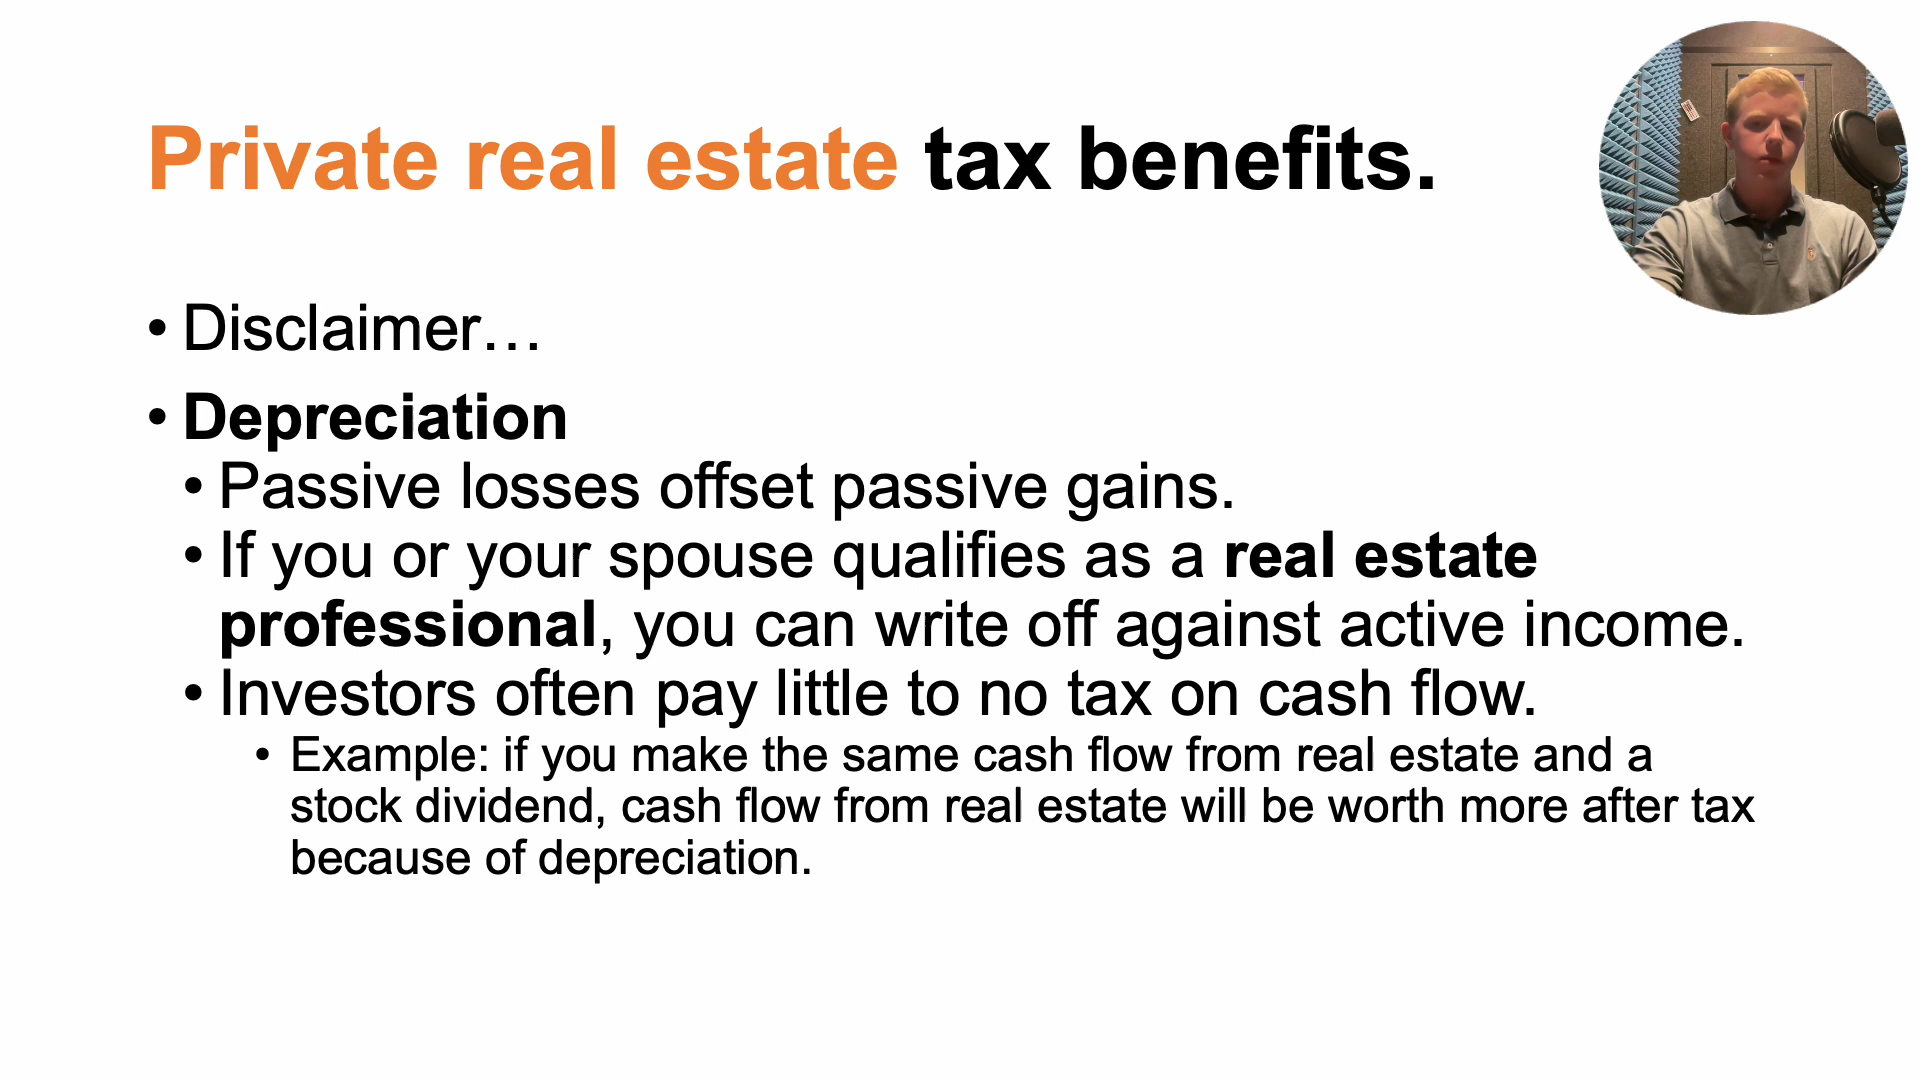 Private real estate tax benefits.
• Disclaimer…
• Depreciation
• Passive losses offset passive gains.
• If you or your spouse qualifies as a real estate
professional, you can write off against active income.
• Investors often pay little to no tax on cash flow.
• Example: if you make the same cash flow from real estate and a
stock dividend, cash flow from real estate will be worth more after tax
because of depreciation.